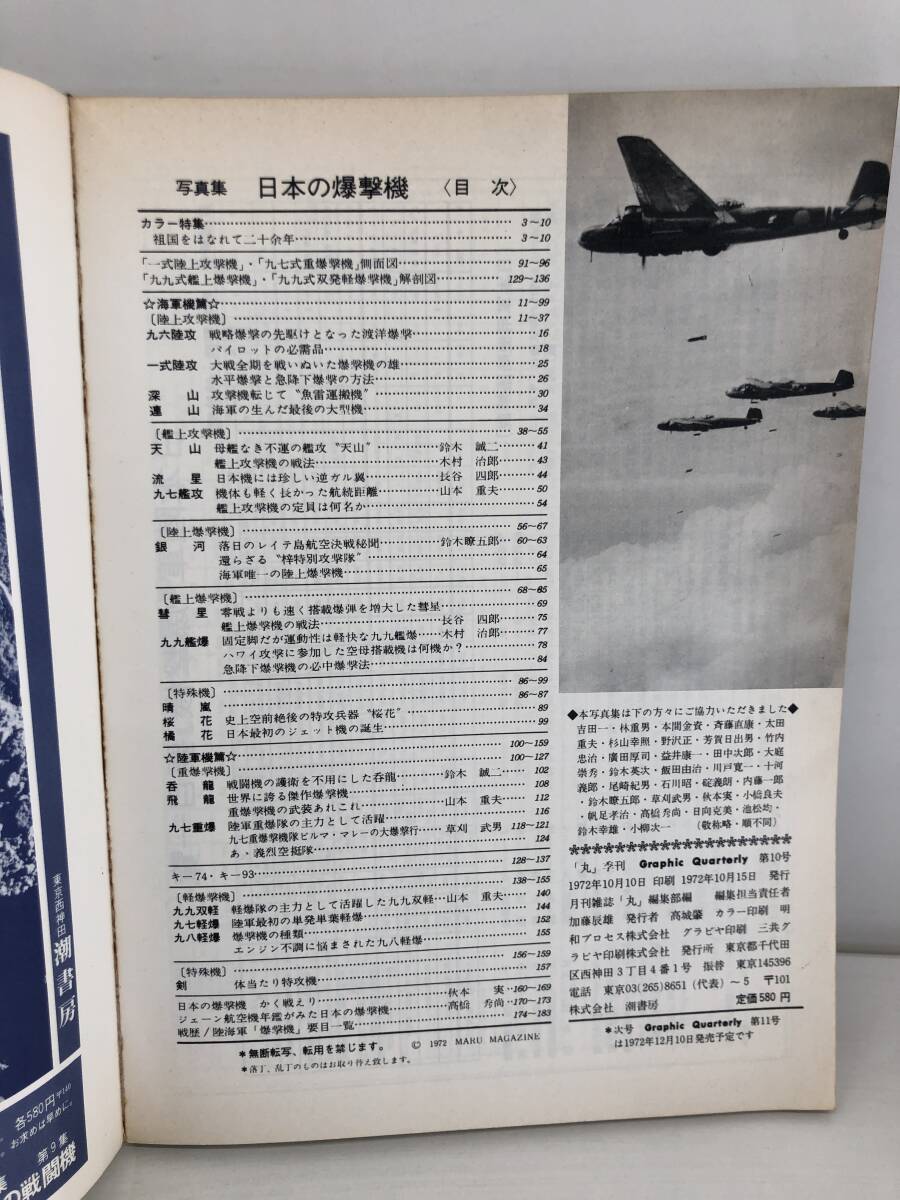 写真集 日本の爆撃機 〈目 次〉
カラー特集……3~10
祖国をはなれて二十余年……3~10
「一式陸上攻撃機」・「九七式重爆撃機」側面図……91~96
「九九式艦上爆撃機」・「九九式双発軽爆撃機」解剖図……129~136
☆海軍機篇☆……11~99
〔陸上攻撃機〕……11~37
九六陸攻 戦略爆撃の先駆けとなった渡洋爆撃……16
パイロットの必需品……18
一式陸攻 大戦全期を戦いぬいた爆撃機の雄……25
水平爆撃と急降下爆撃の方法……26
深山 攻撃機転じて〝魚雷運搬機〟……30
連山 海軍の生んだ最後の大型機……34
〔艦上攻撃機〕……38~55
天山 母艦なき不運の艦攻〝天山〟……鈴木 誠二……41
艦上攻撃機の戦法……木村 治郎……43
流星 日本機には珍しい逆ガル翼……長谷 四郎……44
九七艦攻 機体も軽く長かった航続距離……山本 重夫……50
艦上攻撃機の定員は何名か……54
〔陸上爆撃機〕……56~67
銀河 落日のレイテ島航空決戦秘聞……鈴木瞭五郎……60~63
還らざる〝梓特別攻撃隊〟……64
海軍唯一の陸上爆撃機……65
〔艦上爆撃機〕……68~85
彗星 零戦よりも速く搭載爆弾を増大した彗星……69
艦上爆撃機の戦法……長谷 四郎……75
九九艦爆 固定脚だが運動性は軽快な九九艦爆……木村 治郎……77
ハワイ攻撃に参加した空母搭載機は何機か?……78
急降下爆撃機の必中爆撃法……84
〔特殊機〕……86~99
晴嵐……86~87
桜花 史上空前絶後の特攻兵器〝桜花〟……89
橘花 日本最初のジェット機の誕生……99
☆陸軍機篇☆……100~159
〔重爆撃機〕……100~127
呑龍 戦闘機の護衛を不用にした呑龍……鈴木 誠二……102
飛龍 世界に誇る傑作爆撃機……108
重爆撃機の武装あれこれ……山本 重夫……112
九七重爆 陸軍重爆隊の主力として活躍……116
九七重爆撃機隊ビルマ・マレーの大爆撃行……草刈 武男 118~121
あゝ義烈空挺隊……124
キ―74・キ―93……128~137
〔軽爆撃機〕……138~155
九九双軽 軽爆隊の主力として活躍した九九双軽…山本 重夫……140
九七軽爆 陸軍最初の単発単葉軽爆……144
九八軽爆 爆撃機の種類……152
エンジン不調に悩まされた九八軽爆……155
〔特殊機〕……156~159
剣 体当たり特攻機……157
日本の爆撃機 かく戦えり……秋本 実…160~169
ジェーン航空機年鑑がみた日本の爆撃機……高橋 秀尚…170~173
戦歴/陸海軍「爆撃機」要目一覧……174~183
*無断転写、転用を禁じます。 © 1972 MARU MAGAZINE
*落丁、乱丁のものはお取り替え致します。
◆本写真集は下の方々にご協力いただきました◆
吉田一・林重男・本間金資・斉藤直康・太田
重夫・杉山幸照・野沢正・芳賀日出男・竹内
忠治・廣田厚司・益井康一・田中次郎・大庭
崇秀・鈴木英次・飯田由治・川戸寛一・十河
義郎・尾崎紀男・石川昭・碇義朗・内藤一郎
・鈴木瞭五郎・草刈武男・秋本実・小橋良夫
・帆足孝治・高橋秀尚・日向克美・池松均・
鈴木幸雄・小柳次一 (敬称略・順不同)
*********************
「丸」季刊 Graphic Quarterly 第10号
1972年10月10日 印刷 1972年10月15日 発行
月刊雑誌「丸」編集部編 編集担当責任者
加藤辰雄 発行者 高城肇 カラー印刷 明
和プロセス株式会社 グラビヤ印刷 三共グ
ラビヤ印刷株式会社 発行所 東京都千代田
区西神田3丁目4番1号 振替 東京145396
電話 東京03(265)8651(代表)~5 〒101
株式会社 潮書房 定価580円
*次号 Graphic Quarterly 第11号
は1972年12月10日発売予定です
東京西神田 潮書房
各580円 〒140
お求めは早めに。
第9集
の戦闘機